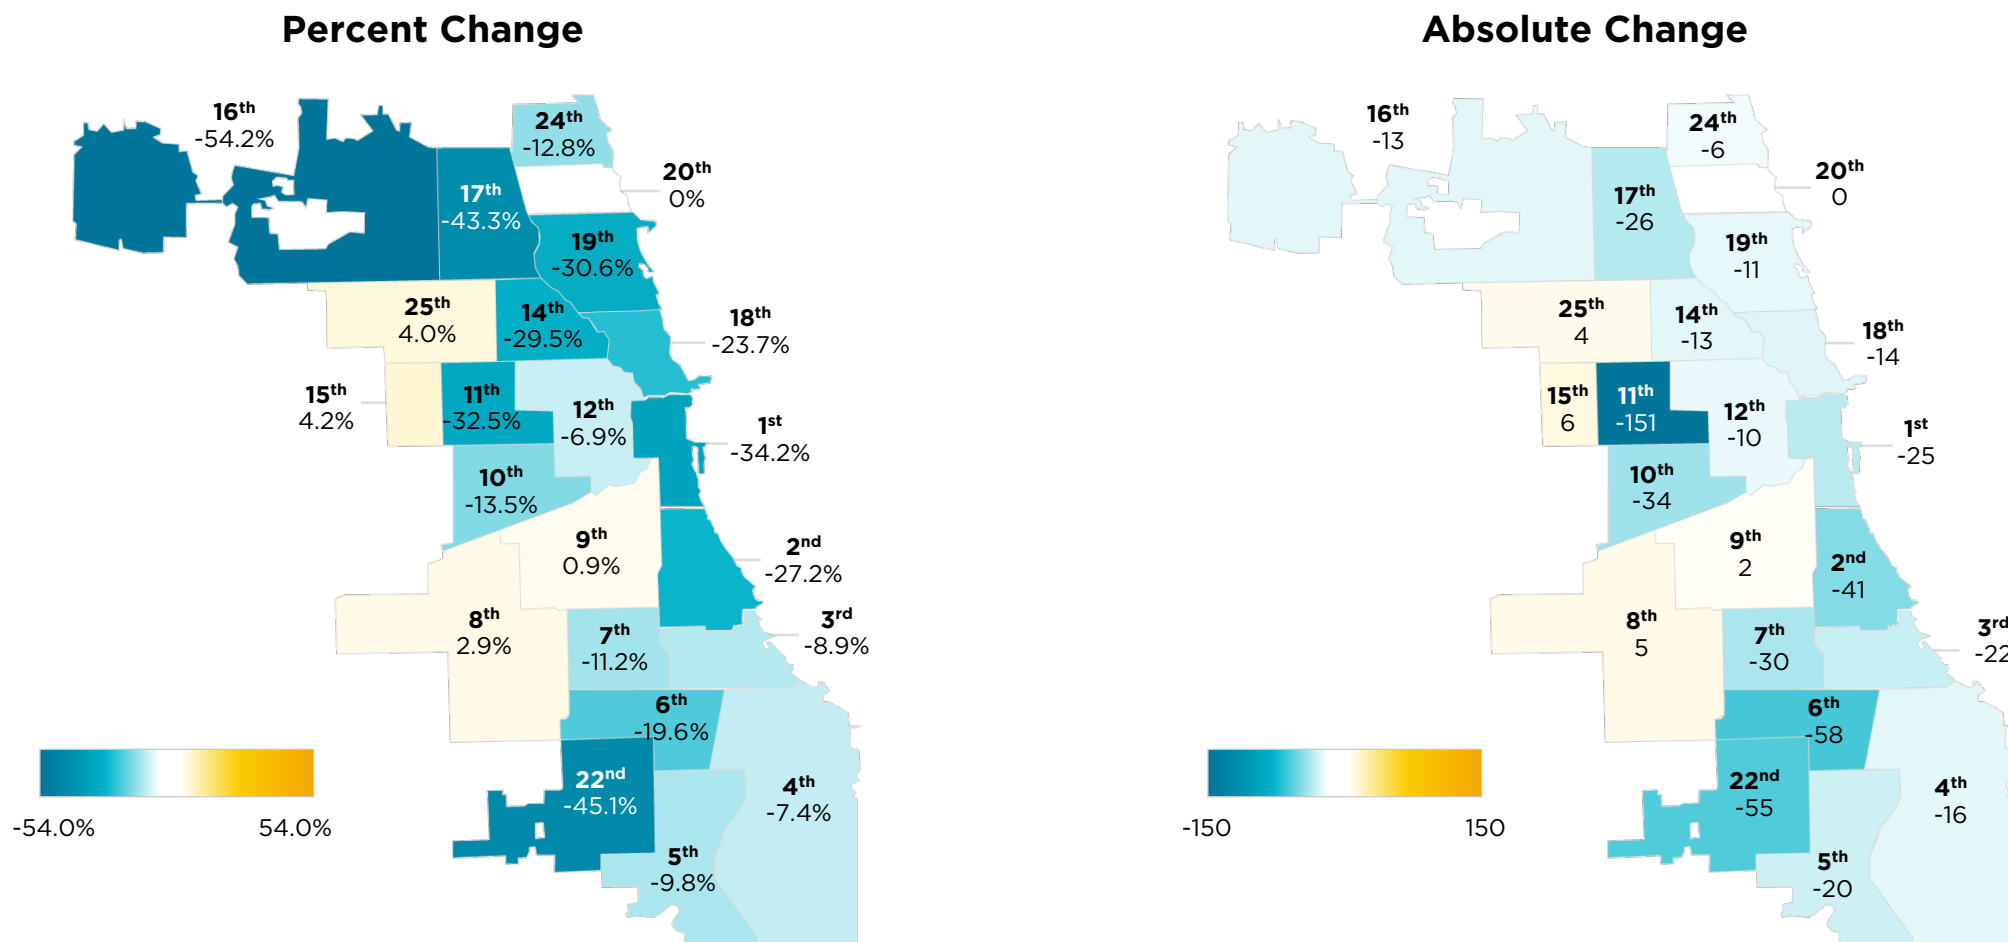 Percent Change
16th
-54.2%
24th
-12.8%
20th
0%
17th
-43.3%
19th
-30.6%
25th
4.0%
14th
-29.5%
18th
-23.7%
15th
4.2%
11th
-32.5%
12th
-6.9%
1st
-34.2%
10th
-13.5%
9th
0.9%
2nd
-27.2%
8th
2.9%
7th
-11.2%
3rd
-8.9%
6th
-19.6%
22nd
-45.1%
4th
-7.4%
5th
-9.8%
-54.0%
54.0%
Absolute Change
16th
-13
24th
-6
20th
0
17th
-26
19th
-11
25th
4
14th
-13
18th
-14
15th
6
11th
-151
12th
-10
1st
-25
10th
-34
9th
2
2nd
-41
8th
5
7th
-30
3rd
-22
6th
-58
22nd
-55
4th
-16
5th
-20
-150
150